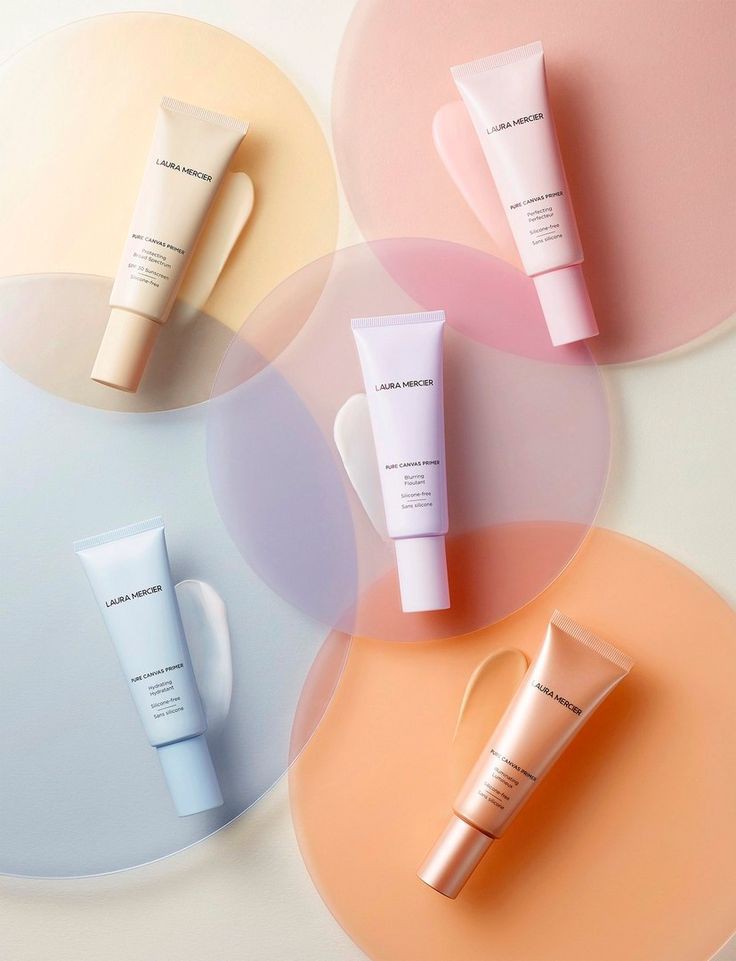 LAURA MERCIER
PURE CANVAS PRIMER
Protecting
Broad Spectrum
SPF 30 Sunscreen
Silicone-free
LAURA MERCIER
PURE CANVAS PRIMER
Perfecting
Perfecteur
Silicone-free
Sans silicone
LAURA MERCIER
PURE CANVAS PRIMER
Blurring
Floutant
Silicone-free
Sans silicone
LAURA MERCIER
PURE CANVAS PRIMER
Hydrating
Hydratant
Silicone-free
Sans silicone
LAURA MERCIER
PURE CANVAS PRIMER
Illuminating
Lumineux
Silicone-free
Sans silicone